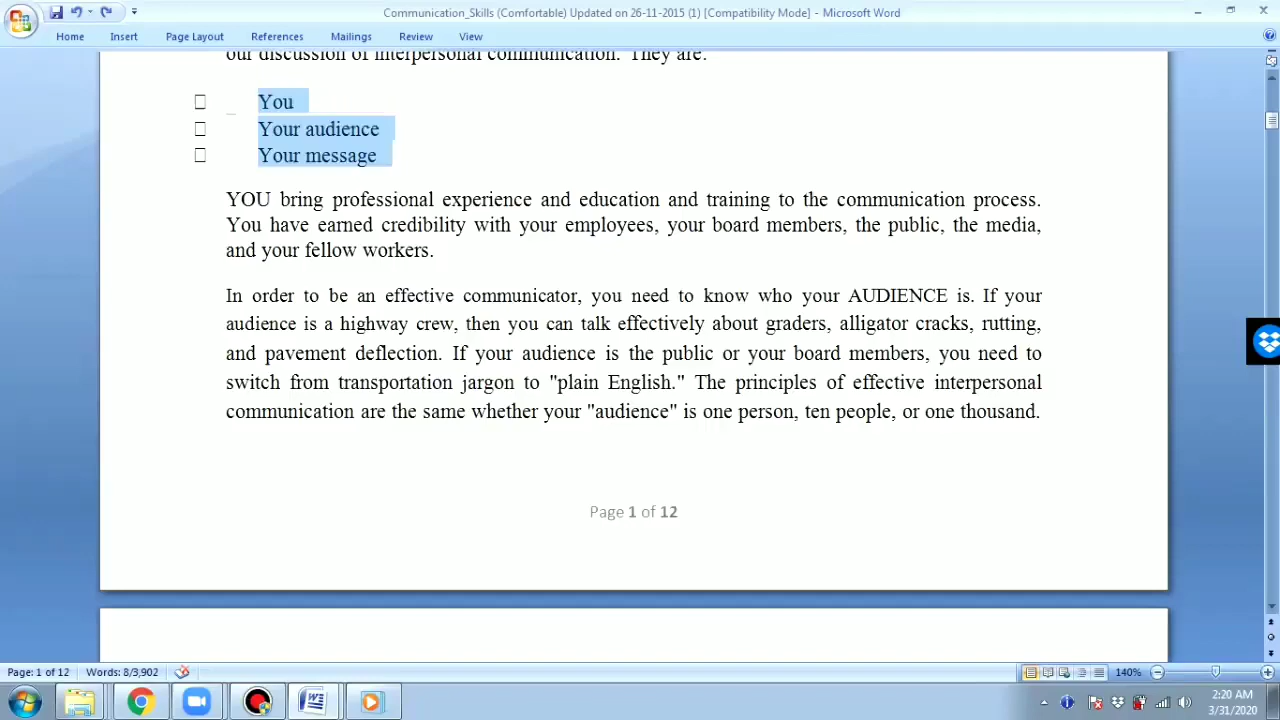 Communication_Skills (Comfortable) Updated on 26-11-2015 (1) [Compatibility Mode] - Microsoft Word
Home Insert Page Layout References Mailings Review View
our discussion of interpersonal communication. They are:
You
Your audience
Your message
YOU bring professional experience and education and training to the communication process.
You have earned credibility with your employees, your board members, the public, the media,
and your fellow workers.
In order to be an effective communicator, you need to know who your AUDIENCE is. If your
audience is a highway crew, then you can talk effectively about graders, alligator cracks, rutting,
and pavement deflection. If your audience is the public or your board members, you need to
switch from transportation jargon to "plain English." The principles of effective interpersonal
communication are the same whether your "audience" is one person, ten people, or one thousand.
Page 1 of 12
Page: 1 of 12 Words: 8/3,902 140%
2:20 AM
3/31/2020